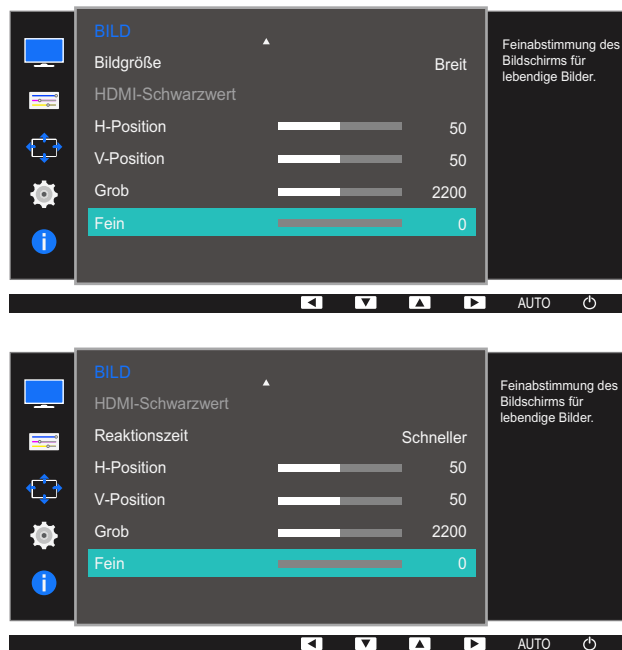 BILD
Bildgröße Breit
HDMI-Schwarzwert
H-Position 50
V-Position 50
Grob 2200
Fein 0
Feinabstimmung des
Bildschirms für
lebendige Bilder.
AUTO
BILD
HDMI-Schwarzwert
Reaktionszeit Schneller
H-Position 50
V-Position 50
Grob 2200
Fein 0
Feinabstimmung des
Bildschirms für
lebendige Bilder.
AUTO